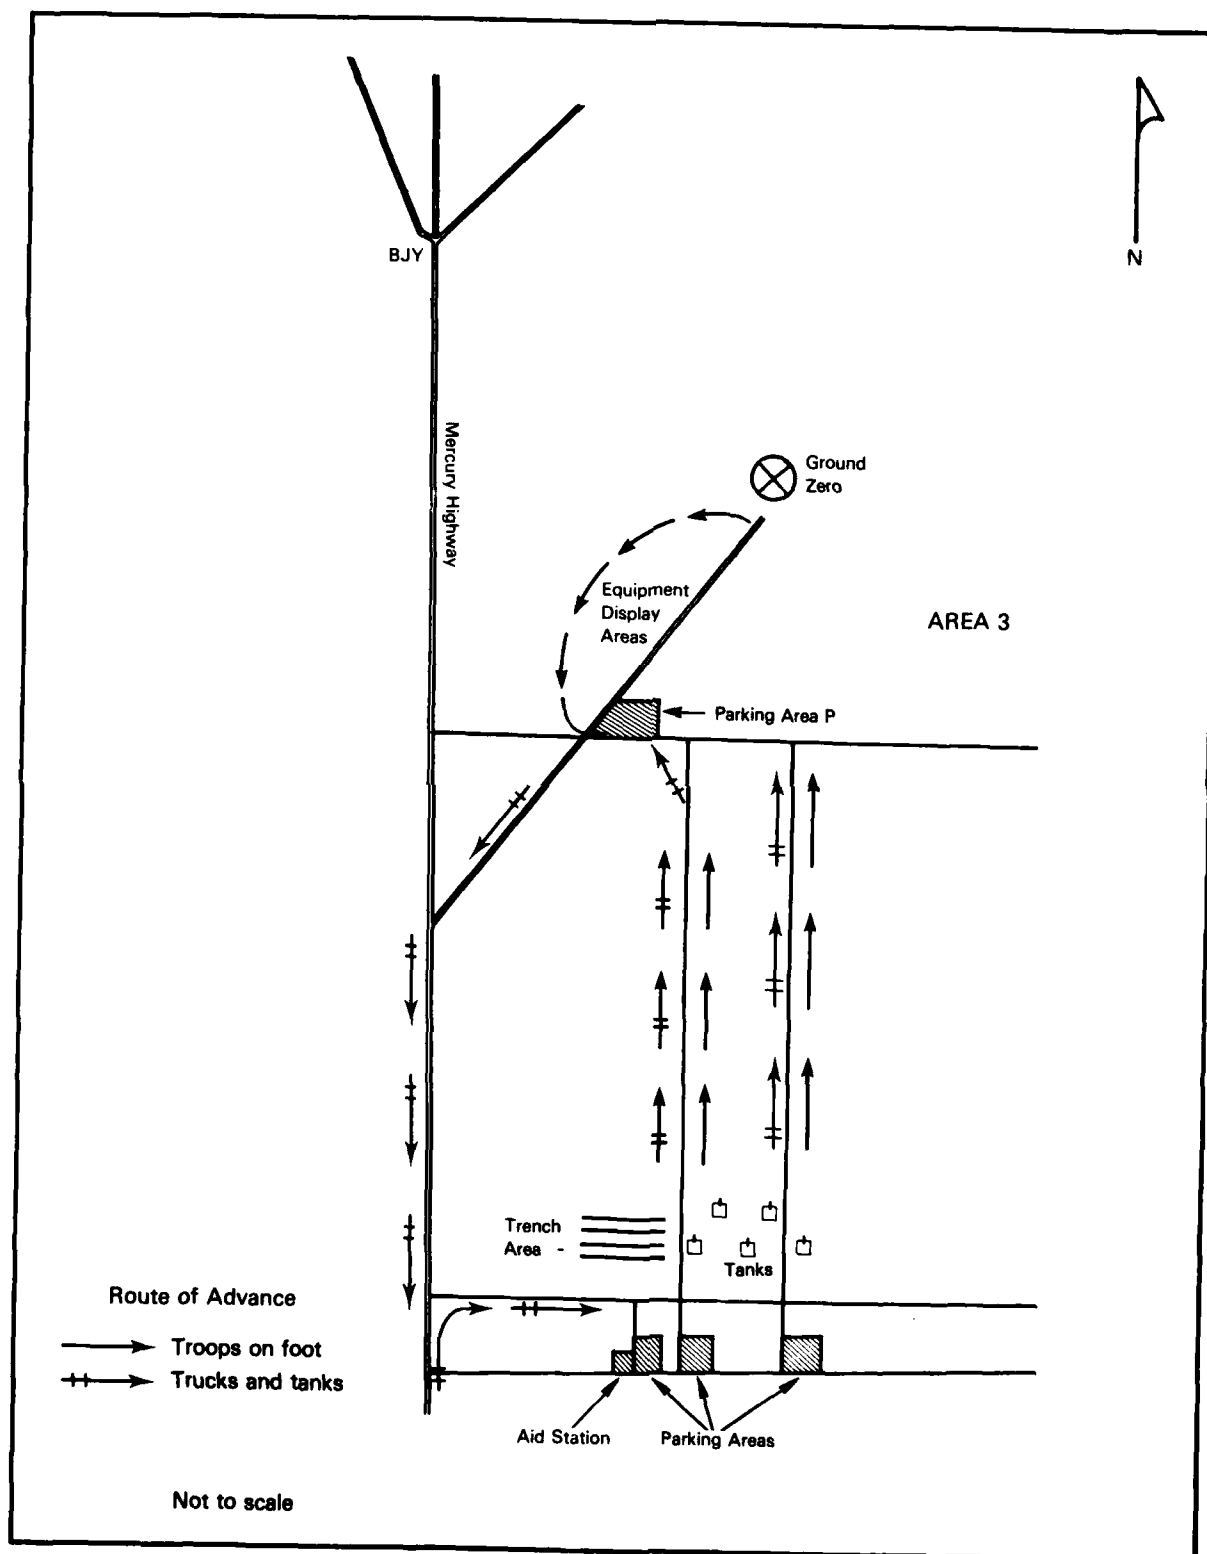 BJY
N
Mercury Highway
Ground
Zero
Equipment
Display
Areas
AREA 3
Parking Area P
Trench
Area -
Tanks
Route of Advance
Troops on foot
Trucks and tanks
Aid Station
Parking Areas
Not to scale